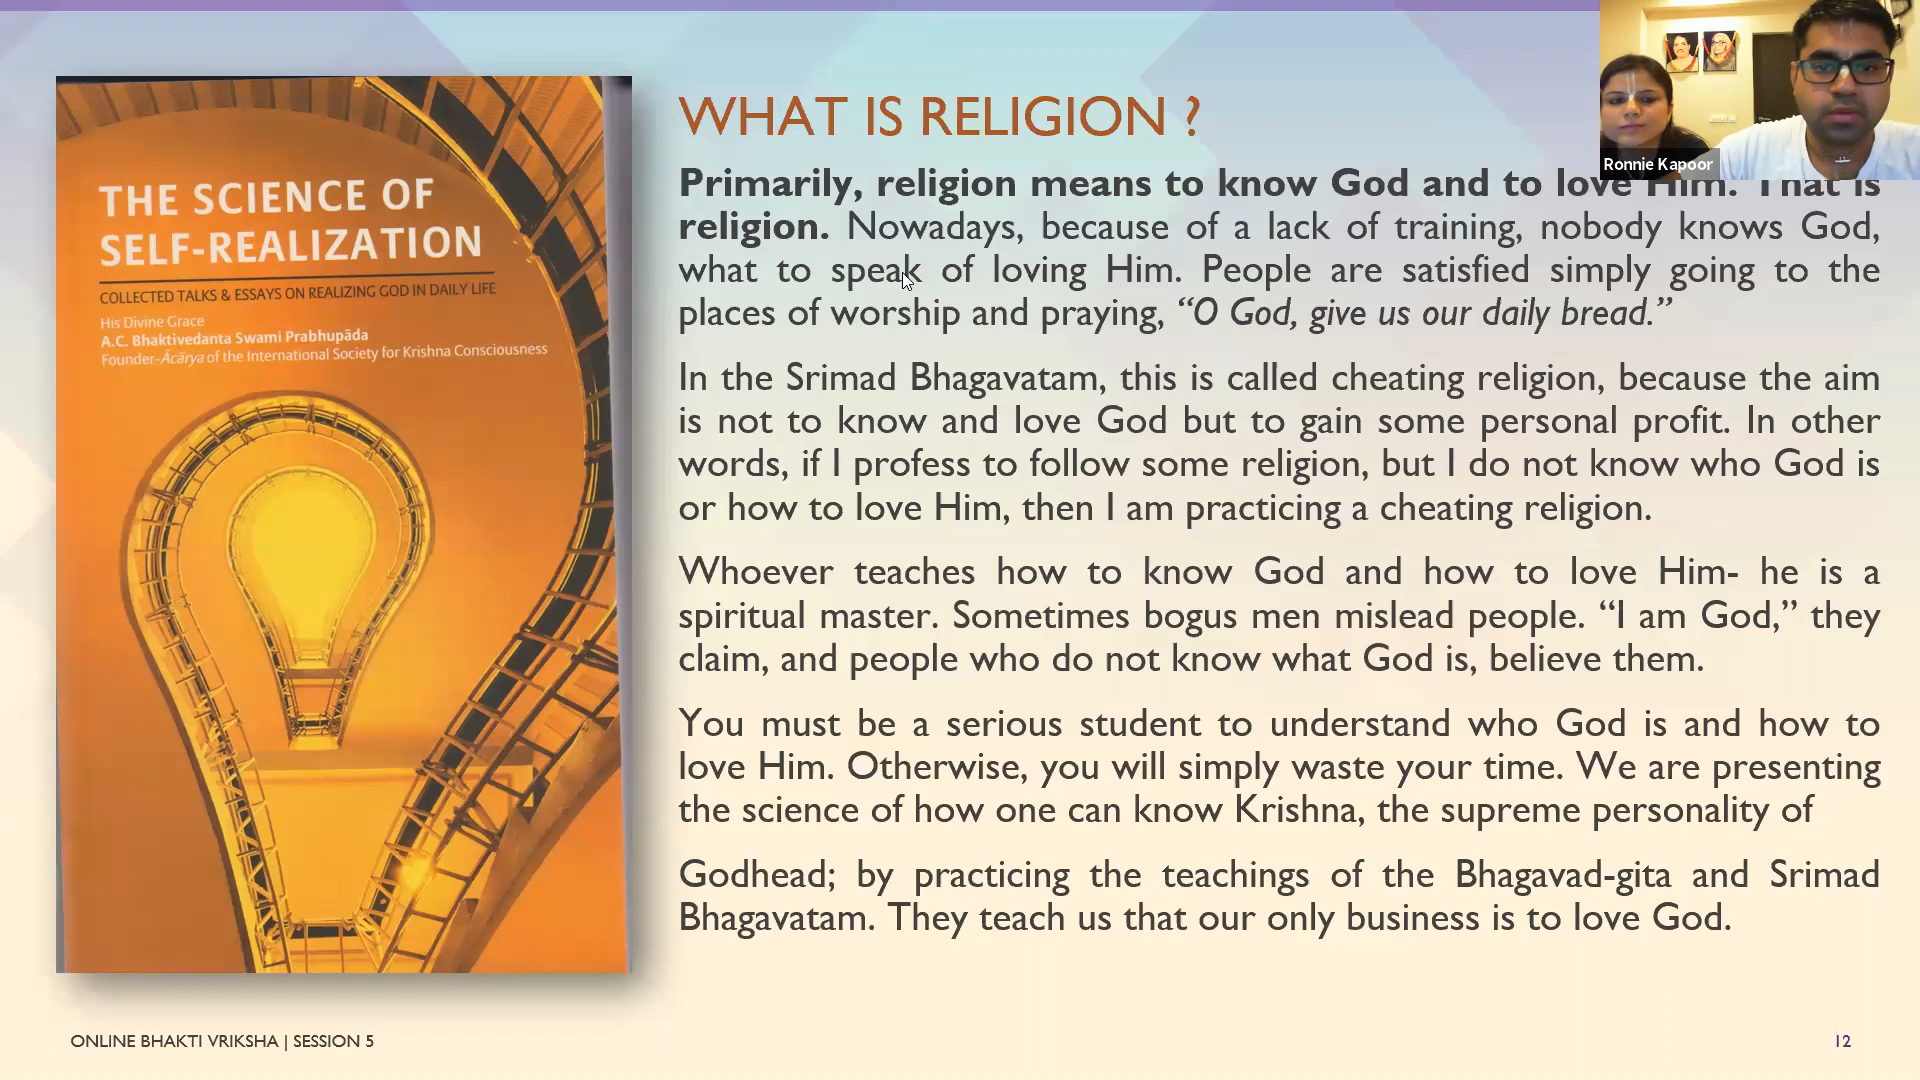 THE SCIENCE OF
SELF-REALIZATION
COLLECTED TALKS & ESSAYS ON REALIZING GOD IN DAILY LIFE
His Divine Grace
A.C. Bhaktivedanta Swami Prabhupāda
Founder-Ācārya of the International Society for Krishna Consciousness
WHAT IS RELIGION ?
Primarily, religion means to know God and to love Him. That is
religion. Nowadays, because of a lack of training, nobody knows God,
what to speak of loving Him. People are satisfied simply going to the
places of worship and praying, “O God, give us our daily bread.”
In the Srimad Bhagavatam, this is called cheating religion, because the aim
is not to know and love God but to gain some personal profit. In other
words, if I profess to follow some religion, but I do not know who God is
or how to love Him, then I am practicing a cheating religion.
Whoever teaches how to know God and how to love Him- he is a
spiritual master. Sometimes bogus men mislead people. “I am God,” they
claim, and people who do not know what God is, believe them.
You must be a serious student to understand who God is and how to
love Him. Otherwise, you will simply waste your time. We are presenting
the science of how one can know Krishna, the supreme personality of
Godhead; by practicing the teachings of the Bhagavad-gita and Srimad
Bhagavatam. They teach us that our only business is to love God.
Ronnie Kapoor
ONLINE BHAKTI VRIKSHA | SESSION 5
12